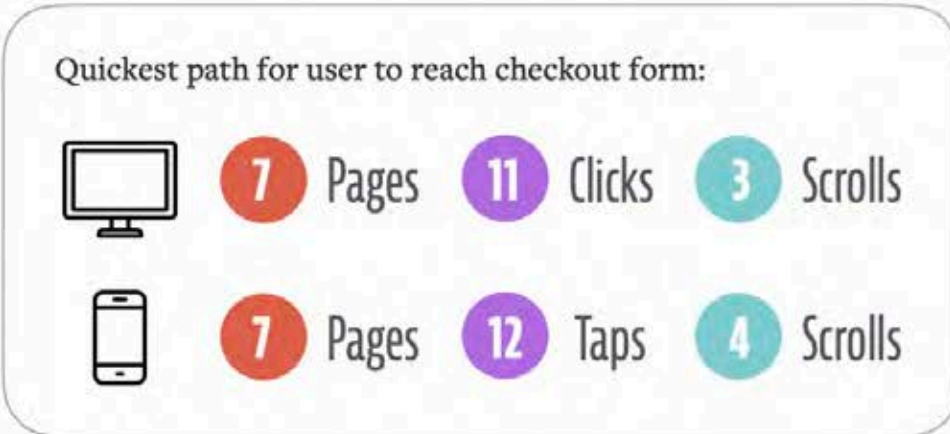 Quickest path for user to reach checkout form:
7 Pages 11 Clicks 3 Scrolls
7 Pages 12 Taps 4 Scrolls